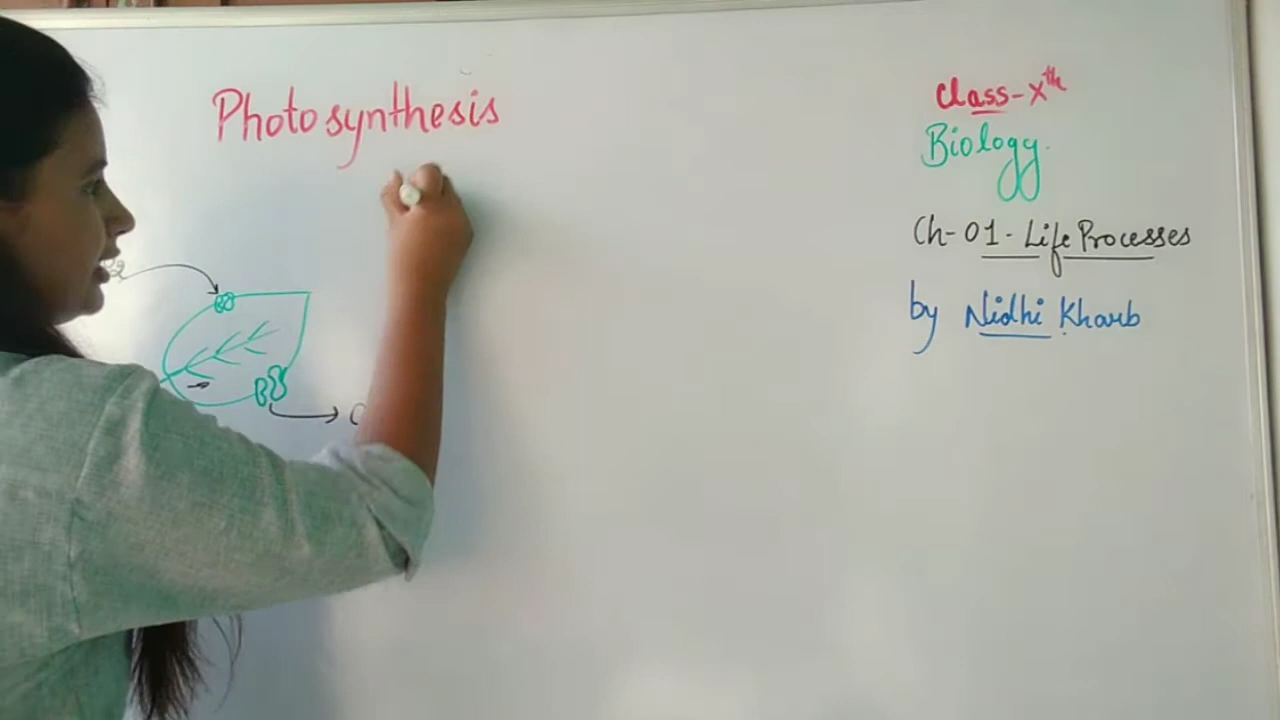 Photosynthesis
Class-Xth
Biology.
Ch-01-Life Processes
by Nidhi Kharb